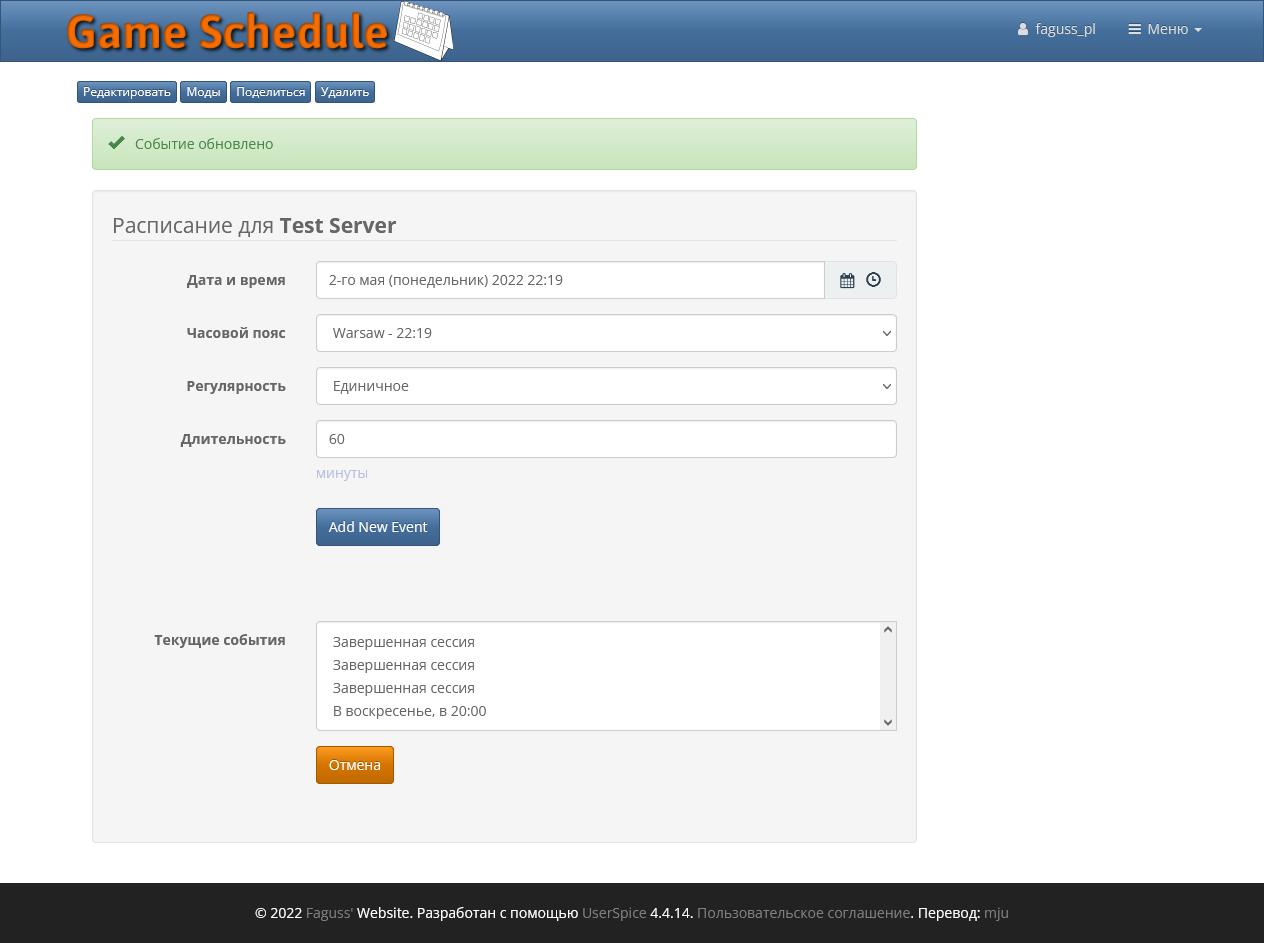 Game Schedule
faguss_pl
Меню
Редактировать Моды Поделиться Удалить
Событие обновлено
Расписание для Test Server
Дата и время 2-го мая (понедельник) 2022 22:19
Часовой пояс Warsaw - 22:19
Регулярность Единичное
Длительность 60
минуты
Add New Event
Текущие события
Завершенная сессия
Завершенная сессия
Завершенная сессия
В воскресенье, в 20:00
Отмена
© 2022 Faguss' Website. Разработан с помощью UserSpice 4.4.14. Пользовательское соглашение. Перевод: mju